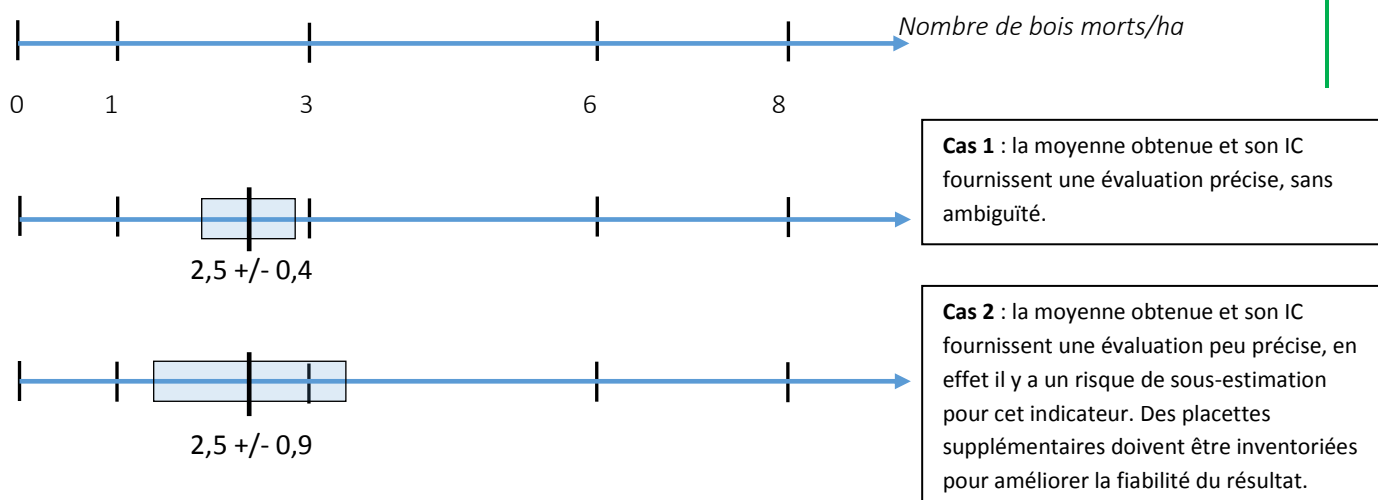 Nombre de bois morts/ha
0 1 3 6 8
Cas 1 : la moyenne obtenue et son IC
fournissent une évaluation précise, sans
ambiguïté.
2,5 +/- 0,4
Cas 2 : la moyenne obtenue et son IC
fournissent une évaluation peu précise, en
effet il y a un risque de sous-estimation
pour cet indicateur. Des placettes
supplémentaires doivent être inventoriées
pour améliorer la fiabilité du résultat.
2,5 +/- 0,9